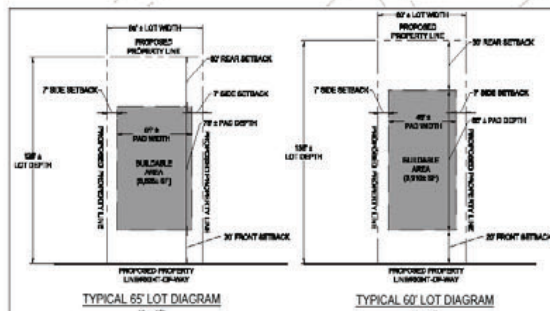 LOT WIDTH
PROPOSED
PROPERTY LINE
REAR SETBACK
7' SIDE SETBACK
7' SIDE SETBACK
PAD DEPTH
PAD WIDTH
LOT DEPTH
BUILDABLE
AREA
PROPOSED PROPERTY LINE
PROPOSED PROPERTY LINE
FRONT SETBACK
PROPOSED PROPERTY
LINE/RIGHT-OF-WAY
TYPICAL 65' LOT DIAGRAM
60' ± LOT WIDTH
PROPOSED
PROPERTY LINE
REAR SETBACK
7' SIDE SETBACK
7' SIDE SETBACK
PAD DEPTH
PAD WIDTH
LOT DEPTH
BUILDABLE
AREA
PROPOSED PROPERTY LINE
PROPOSED PROPERTY LINE
FRONT SETBACK
PROPOSED PROPERTY
LINE/RIGHT-OF-WAY
TYPICAL 60' LOT DIAGRAM